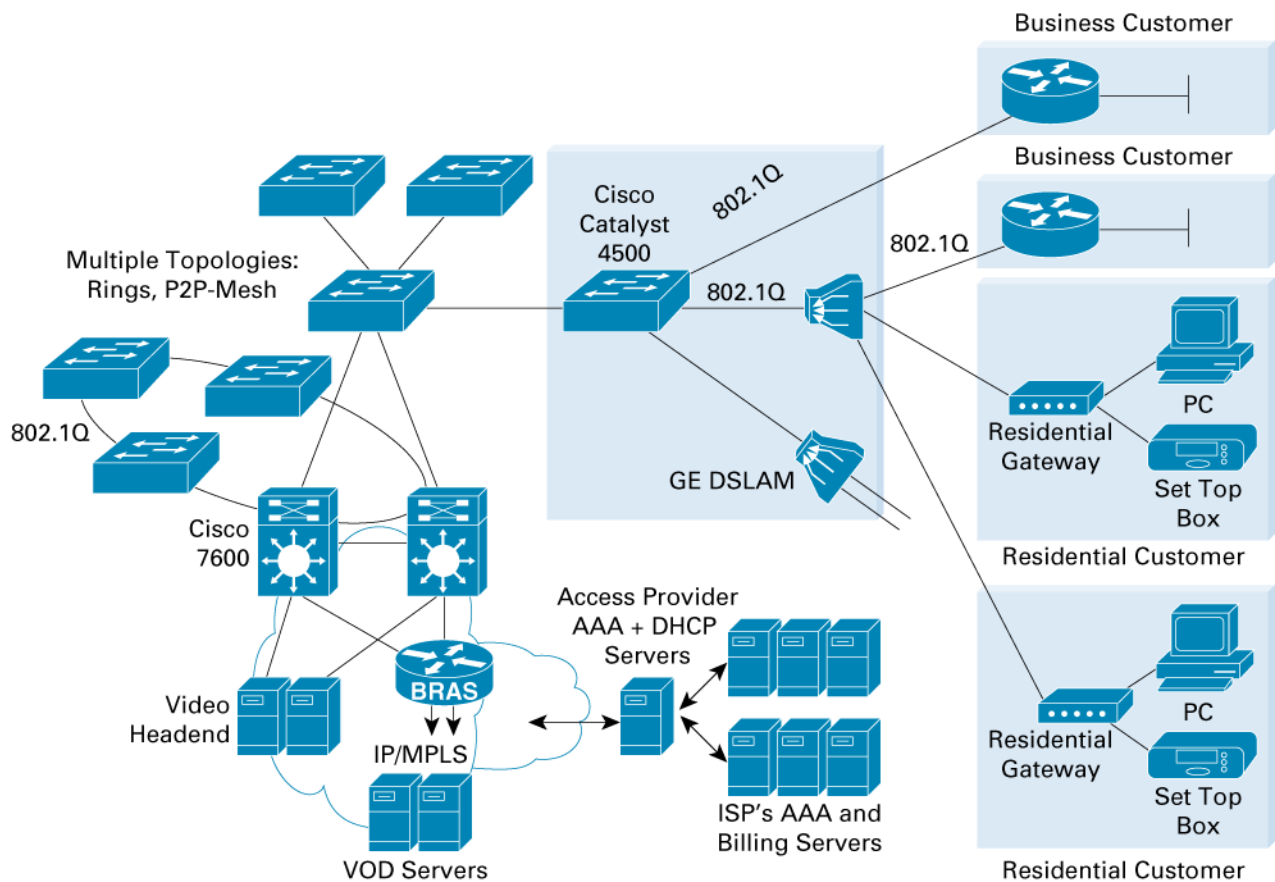 Business Customer
Business Customer
802.1Q
Cisco
Catalyst
4500
802.1Q
802.1Q
Multiple Topologies:
Rings, P2P-Mesh
802.1Q
PC
Residential
Gateway
Set Top
Box
Residential Customer
GE DSLAM
Cisco
7600
Access Provider
AAA + DHCP
Servers
BRAS
Video
Headend
IP/MPLS
VOD Servers
ISP's AAA and
Billing Servers
PC
Residential
Gateway
Set Top
Box
Residential Customer